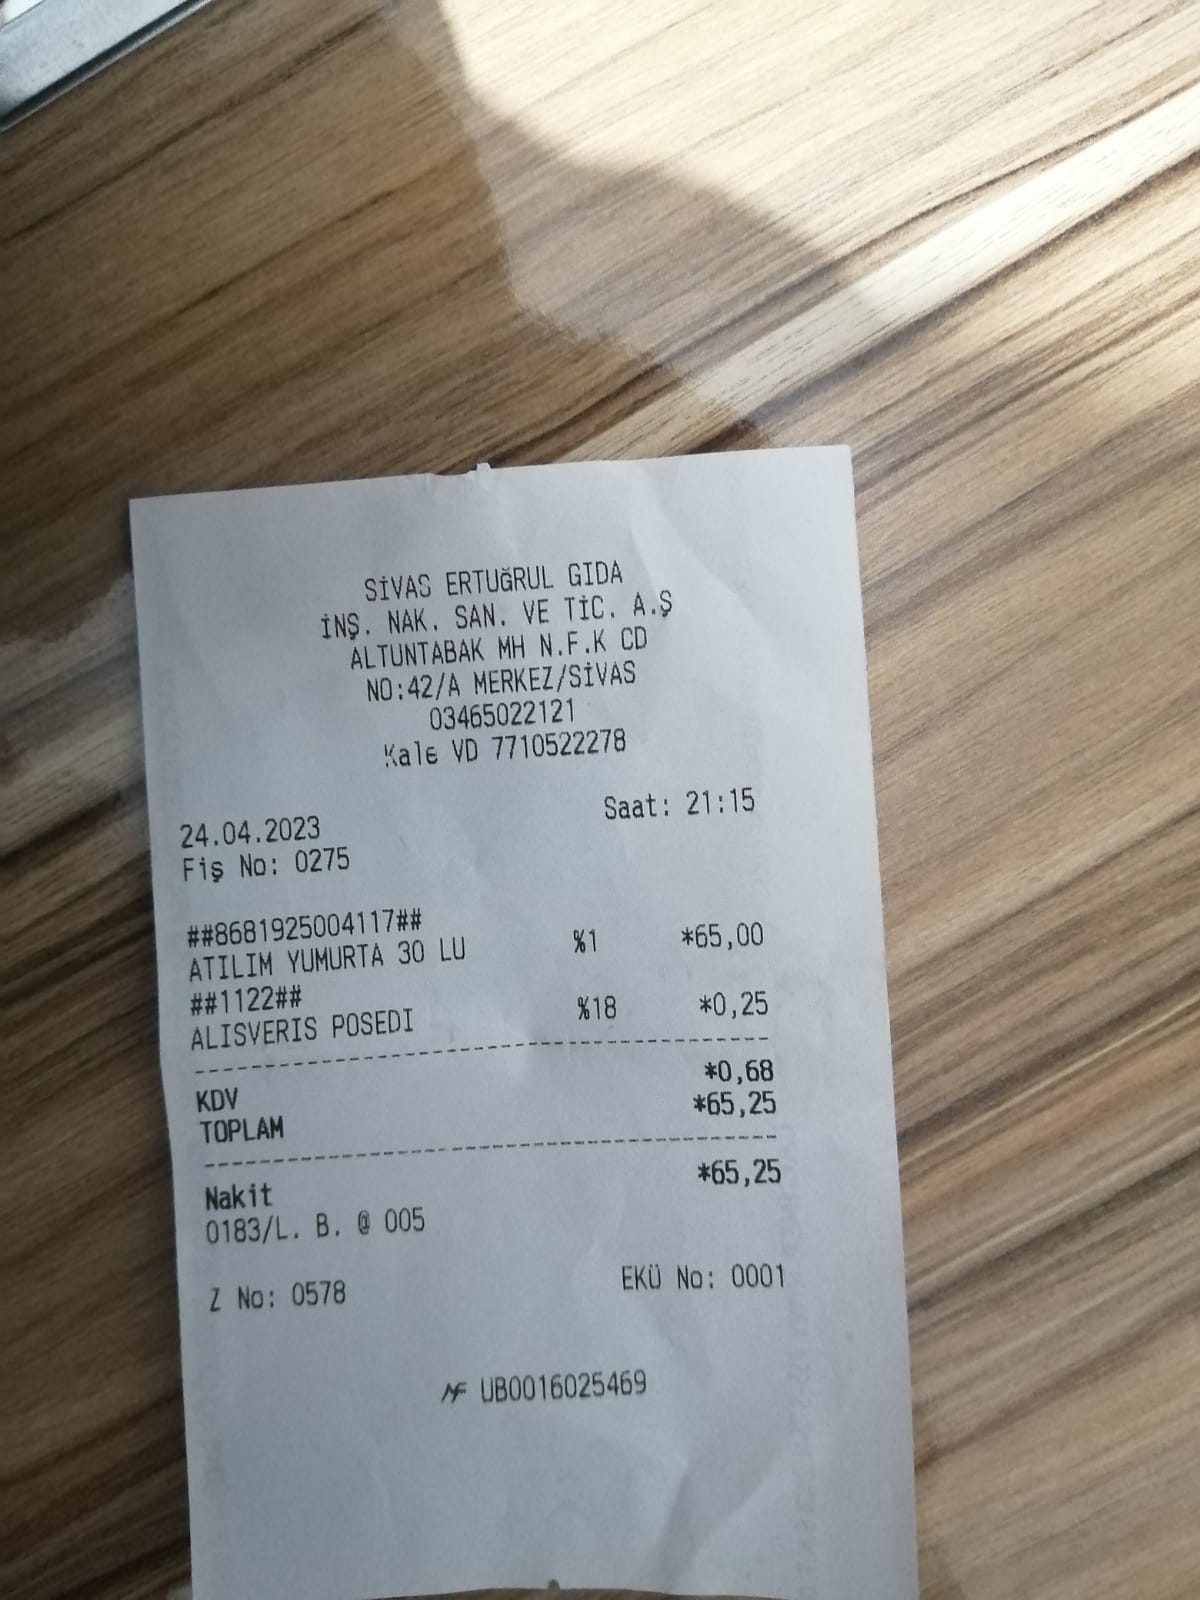 SİVAS ERTUĞRUL GIDA
İNŞ. NAK. SAN. VE TİC. A.Ş
ALTUNTABAK MH N.F.K CD
NO:42/A MERKEZ/SİVAS
03465022121
Kale VD 7710522278
24.04.2023 Saat: 21:15
Fiş No: 0275
##8681925004117##
ATILIM YUMURTA 30 LU %1 *65,00
##1122##
ALISVERIS POSEDI %18 *0,25
KDV *0,68
TOPLAM *65,25
Nakit *65,25
0183/L. B. @ 005
Z No: 0578 EKÜ No: 0001
MF UB0016025469